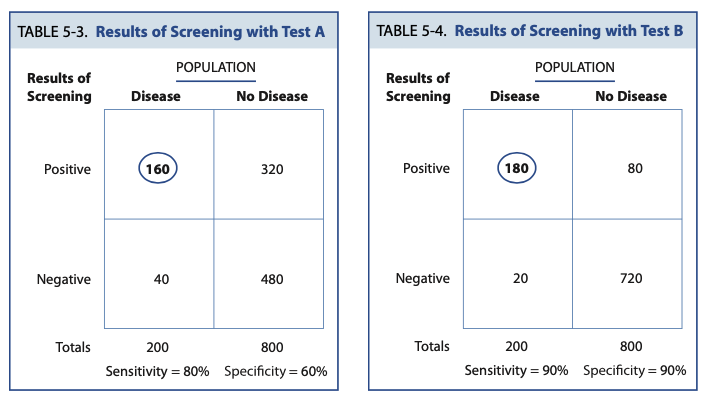 TABLE 5-3. Results of Screening with Test A
POPULATION
Results of
Screening
Disease No Disease
Positive 160 320
Negative 40 480
Totals 200 800
Sensitivity = 80% Specificity = 60%
TABLE 5-4. Results of Screening with Test B
POPULATION
Results of
Screening
Disease No Disease
Positive 180 80
Negative 20 720
Totals 200 800
Sensitivity = 90% Specificity = 90%